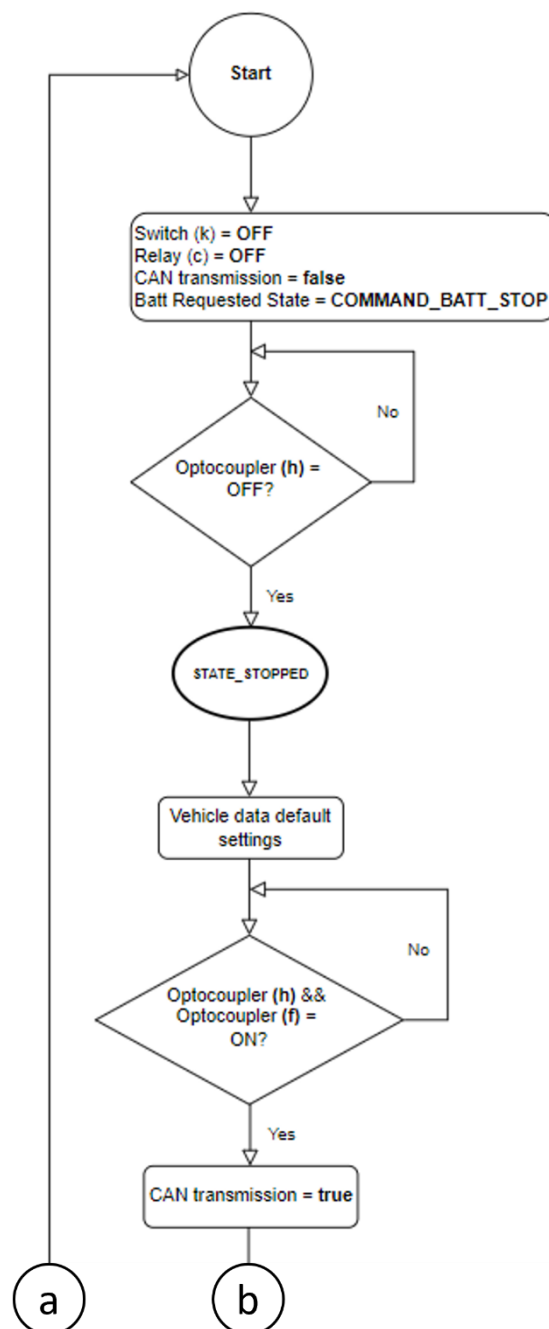 Start
Switch (k) = OFF
Relay (c) = OFF
CAN transmission = false
Batt Requested State = COMMAND_BATT_STOP
No
Optocoupler (h) =
OFF?
Yes
STATE_STOPPED
Vehicle data default
settings
No
Optocoupler (h) &&
Optocoupler (f) =
ON?
Yes
CAN transmission = true
a
b